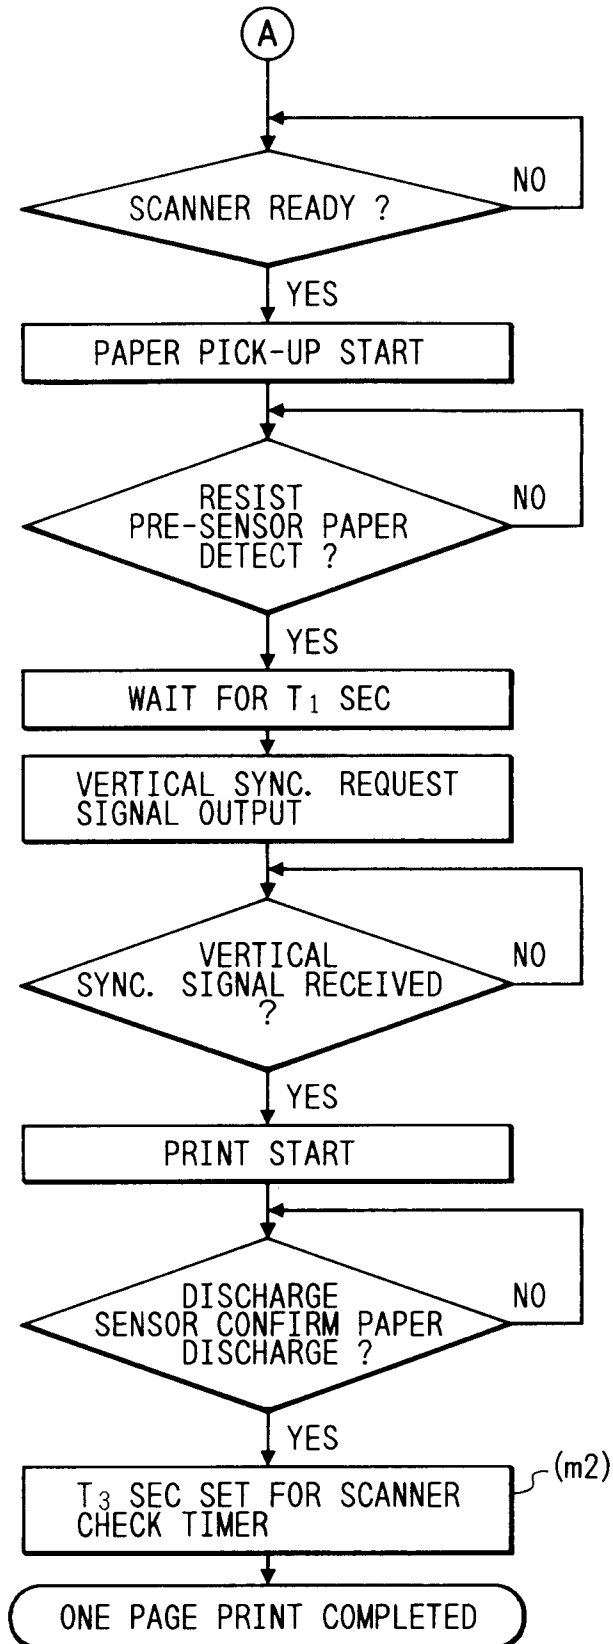 A
SCANNER READY ?
NO
YES
PAPER PICK-UP START
RESIST
PRE-SENSOR PAPER
DETECT ?
NO
YES
WAIT FOR T1 SEC
VERTICAL SYNC. REQUEST
SIGNAL OUTPUT
VERTICAL
SYNC. SIGNAL RECEIVED
?
NO
YES
PRINT START
DISCHARGE
SENSOR CONFIRM PAPER
DISCHARGE ?
NO
YES
(m2)
T3 SEC SET FOR SCANNER
CHECK TIMER
ONE PAGE PRINT COMPLETED